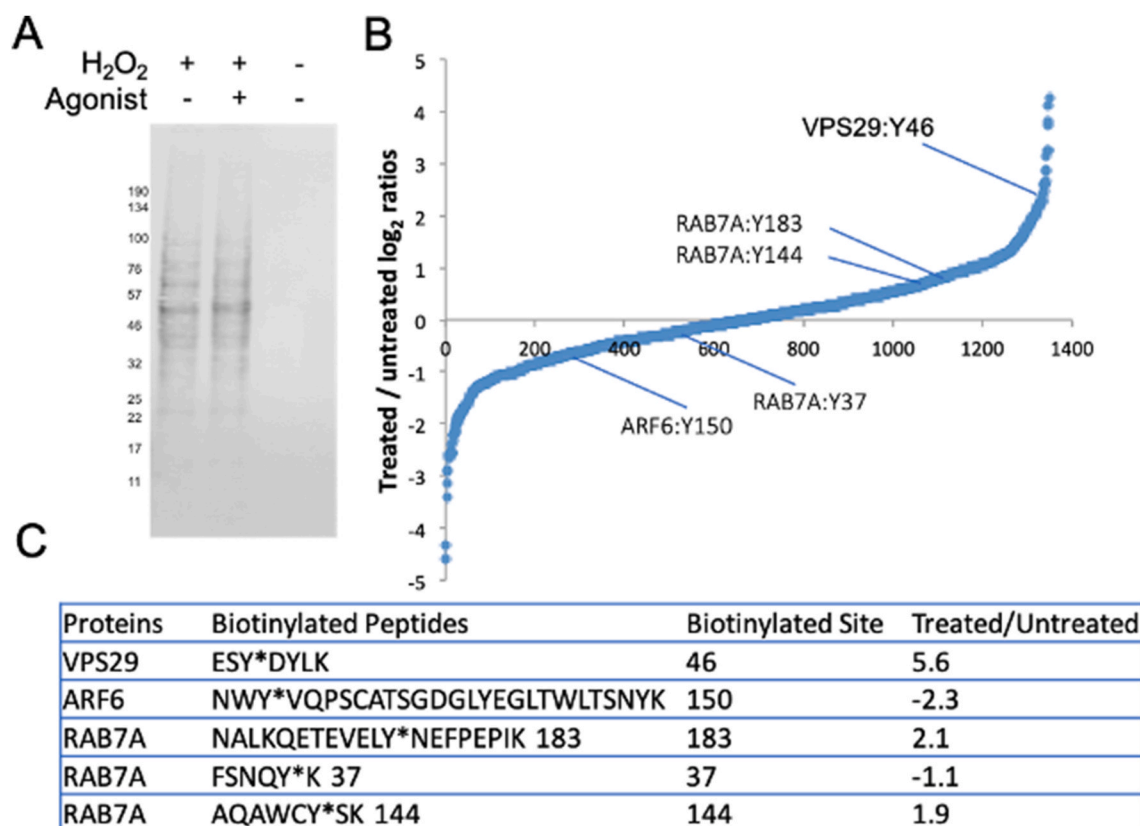 A
H₂O₂ + + -
Agonist - + -
190
134
100
76
57
46
32
25
22
17
11
B
Treated / untreated log₂ ratios
5
4
3
2
1
0
-1
-2
-3
-4
-5
0 200 400 600 800 1000 1200 1400
VPS29:Y46
RAB7A:Y183
RAB7A:Y144
RAB7A:Y37
ARF6:Y150
C
Proteins Biotinylated Peptides Biotinylated Site Treated/Untreated
VPS29 ESY*DYLK 46 5.6
ARF6 NWY*VQPSCATSGDGLYEGLTWLTSNYK 150 -2.3
RAB7A NALKQETEVELY*NEFPEPIK 183 183 2.1
RAB7A FSNQY*K 37 37 -1.1
RAB7A AQAWCY*SK 144 144 1.9